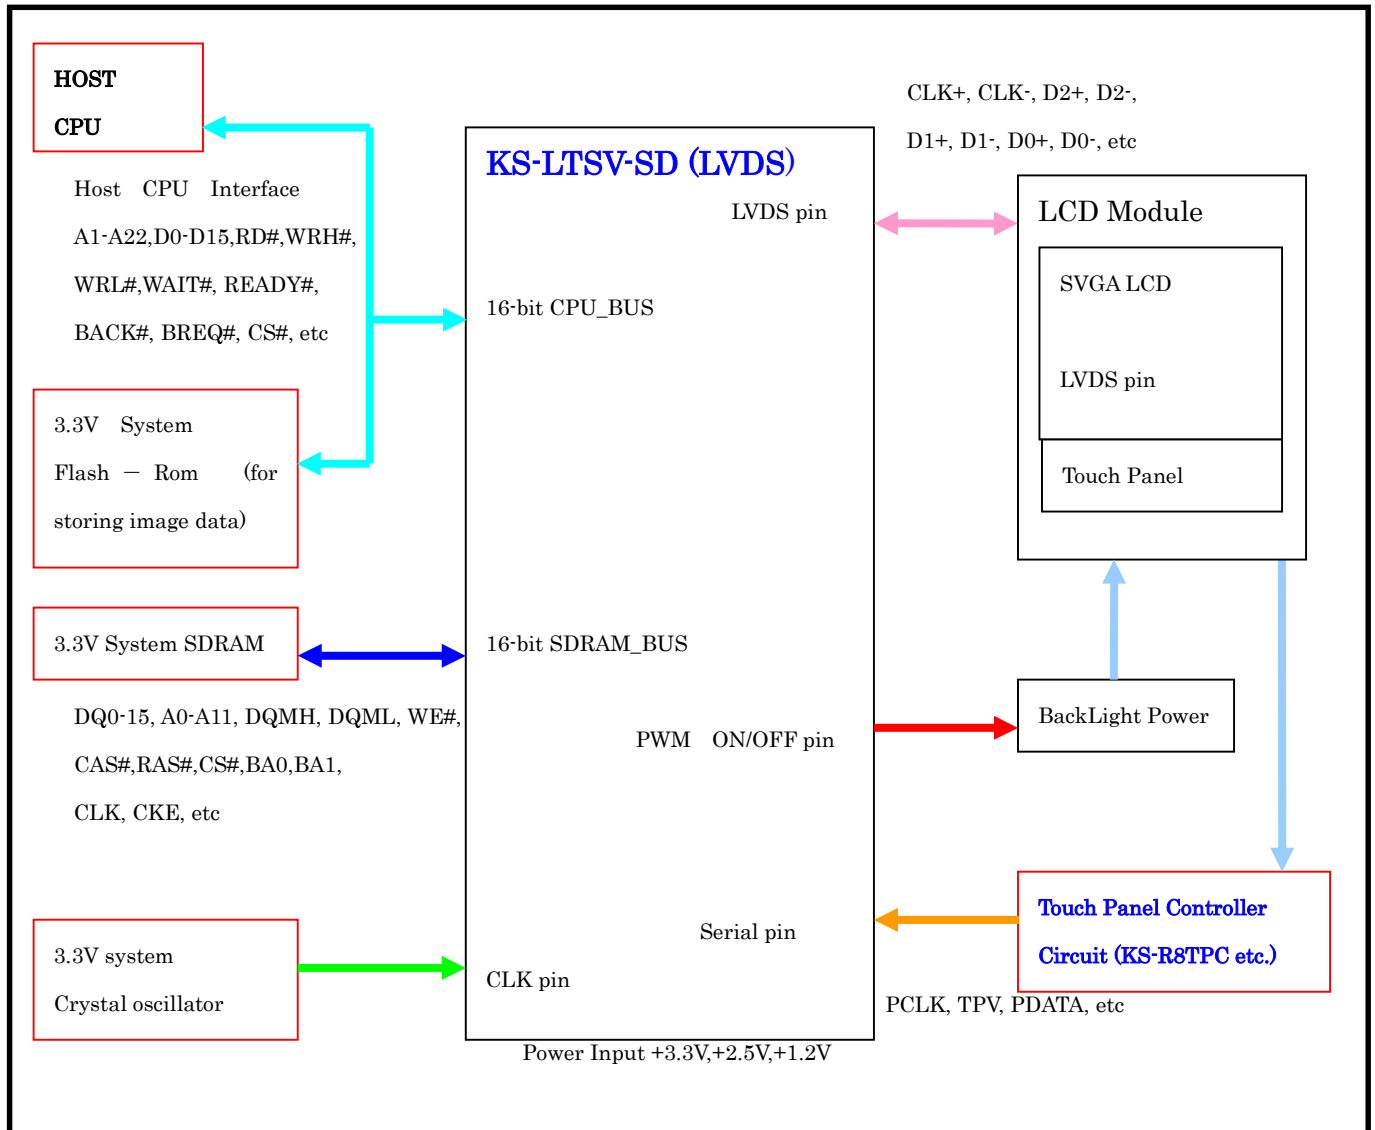 HOST
CPU
Host CPU Interface
A1-A22,D0-D15,RD#,WRH#,
WRL#,WAIT#, READY#,
BACK#, BREQ#, CS#, etc
3.3V System
Flash － Rom (for
storing image data)
3.3V System SDRAM
DQ0-15, A0-A11, DQMH, DQML, WE#,
CAS#,RAS#,CS#,BA0,BA1,
CLK, CKE, etc
3.3V system
Crystal oscillator
KS-LTSV-SD (LVDS)
LVDS pin
16-bit CPU_BUS
16-bit SDRAM_BUS
PWM ON/OFF pin
Serial pin
CLK pin
Power Input +3.3V,+2.5V,+1.2V
CLK+, CLK-, D2+, D2-,
D1+, D1-, D0+, D0-, etc
LCD Module
SVGA LCD
LVDS pin
Touch Panel
BackLight Power
Touch Panel Controller
Circuit (KS-R8TPC etc.)
PCLK, TPV, PDATA, etc